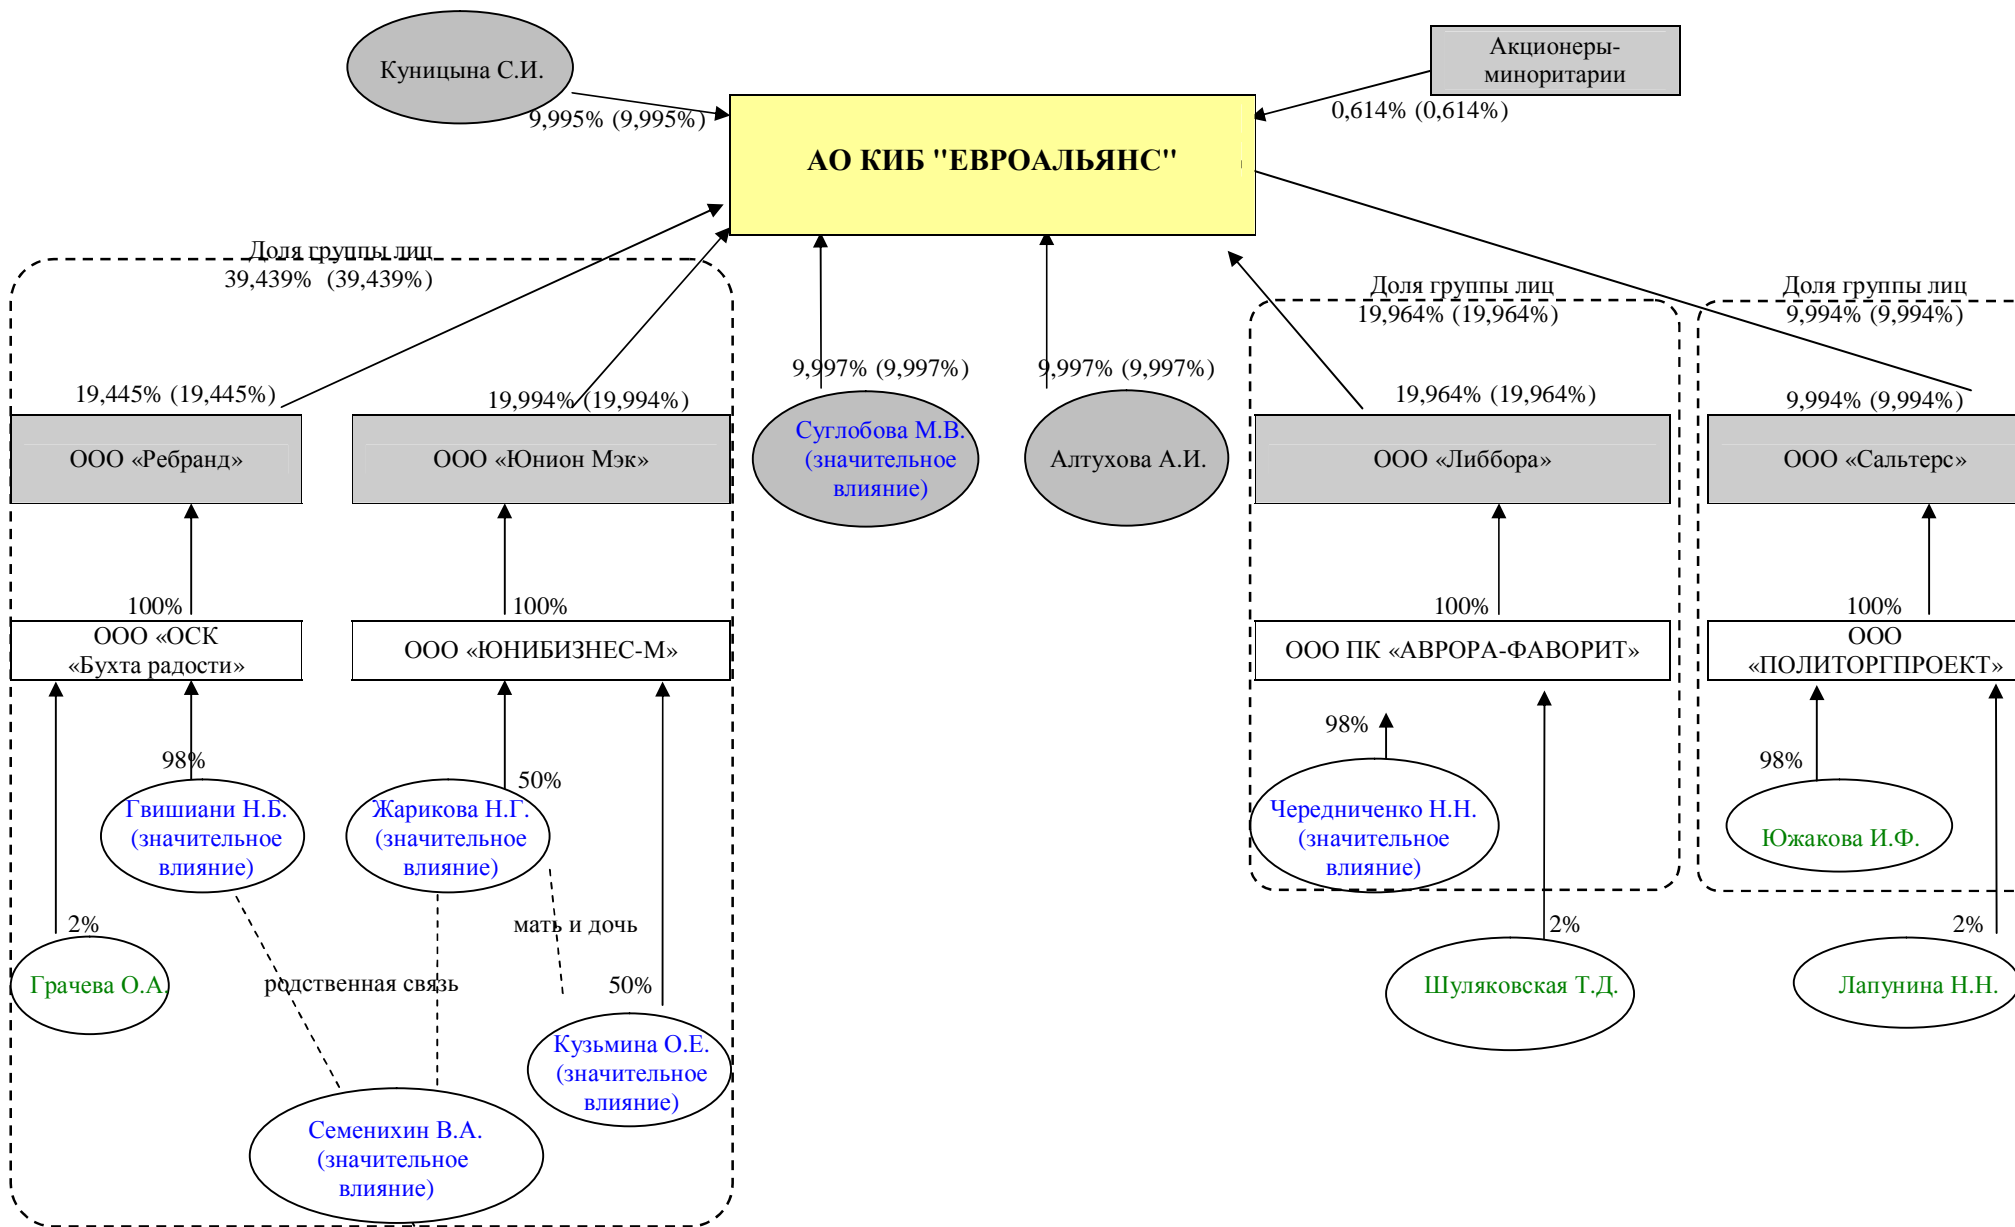 Куницына С.И.
Акционеры-
миноритарии
9,995% (9,995%)
0,614% (0,614%)
АО КИБ "ЕВРОАЛЬЯНС"
Доля группы лиц
39,439% (39,439%)
Доля группы лиц
19,964% (19,964%)
Доля группы лиц
9,994% (9,994%)
19,445% (19,445%)
19,994% (19,994%)
9,997% (9,997%)
9,997% (9,997%)
19,964% (19,964%)
9,994% (9,994%)
ООО «Ребранд»
ООО «Юнион Мэк»
Суглобова М.В.
(значительное
влияние)
Алтухова А.И.
ООО «Либбора»
ООО «Сальтерс»
100%
100%
100%
100%
ООО «ОСК
«Бухта радости»
ООО «ЮНИБИЗНЕС-М»
ООО ПК «АВРОРА-ФАВОРИТ»
ООО
«ПОЛИТОРГПРОЕКТ»
98%
50%
98%
98%
Гвишиани Н.Б.
(значительное
влияние)
Жарикова Н.Г.
(значительное
влияние)
Чередниченко Н.Н.
(значительное
влияние)
Южакова И.Ф.
2%
мать и дочь
2%
2%
Грачева О.А.
родственная связь
50%
Шуляковская Т.Д.
Лапунина Н.Н.
Кузьмина О.Е.
(значительное
влияние)
Семенихин В.А.
(значительное
влияние)